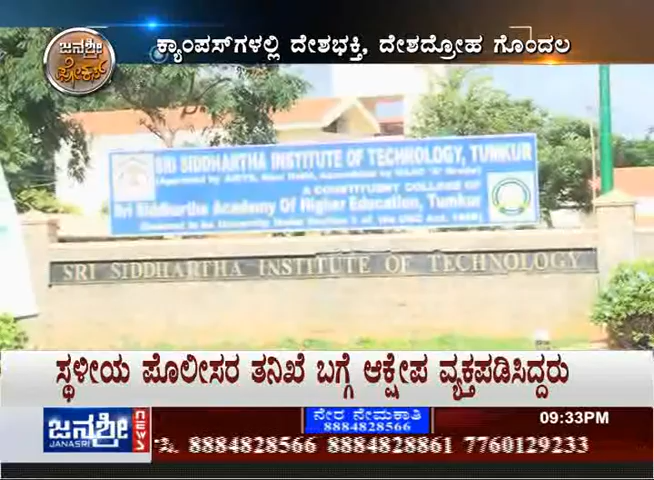 ಜನಶ್ರೀ
ಫೋಕಸ್
ಕ್ಯಾಂಪಸ್‌ಗಳಲ್ಲಿ ದೇಶಭಕ್ತಿ, ದೇಶದ್ರೋಹ ಗೊಂದಲ
SRI SIDDHARTHA INSTITUTE OF TECHNOLOGY, TUMKUR
A CONSTITUENT COLLEGE OF
Sri Siddhartha Academy Of Higher Education, Tumkur
SRI SIDDHARTHA INSTITUTE OF TECHNOLOGY
ಸ್ಥಳೀಯ ಪೊಲೀಸರ ತನಿಖೆ ಬಗ್ಗೆ ಆಕ್ಷೇಪ ವ್ಯಕ್ತಪಡಿಸಿದ್ದರು
ಜನಶ್ರೀ
JANASRI
NEWS
ನೇರ ನೇಮಕಾತಿ
8884828566
09:33PM
8884828566 8884828861 7760129233